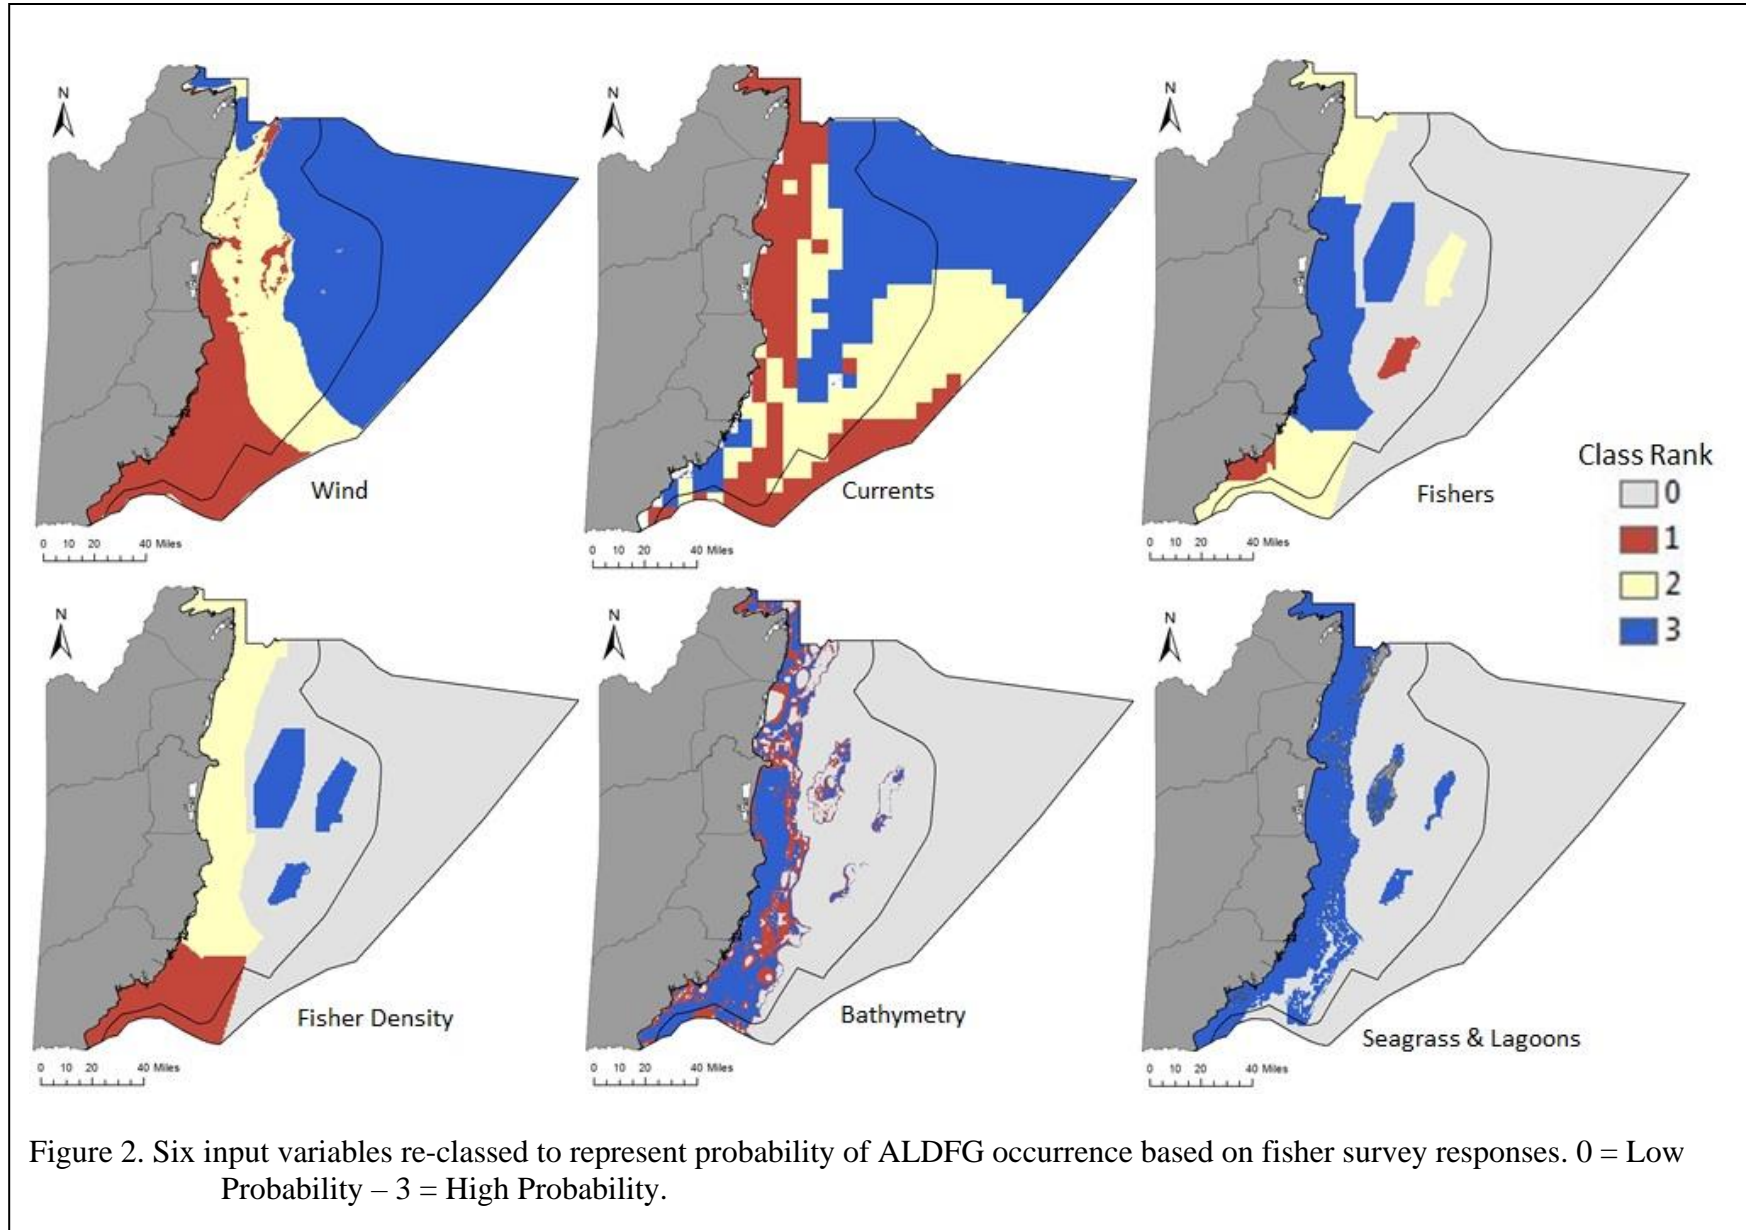 N
N
N
Wind
Currents
Fishers
0 10 20 40 Miles
0 10 20 40 Miles
0 10 20 40 Miles
Class Rank
0
1
2
3
N
N
N
Fisher Density
Bathymetry
Seagrass & Lagoons
0 10 20 40 Miles
0 10 20 40 Miles
0 10 20 40 Miles
Figure 2. Six input variables re-classed to represent probability of ALDFG occurrence based on fisher survey responses. 0 = Low
Probability – 3 = High Probability.